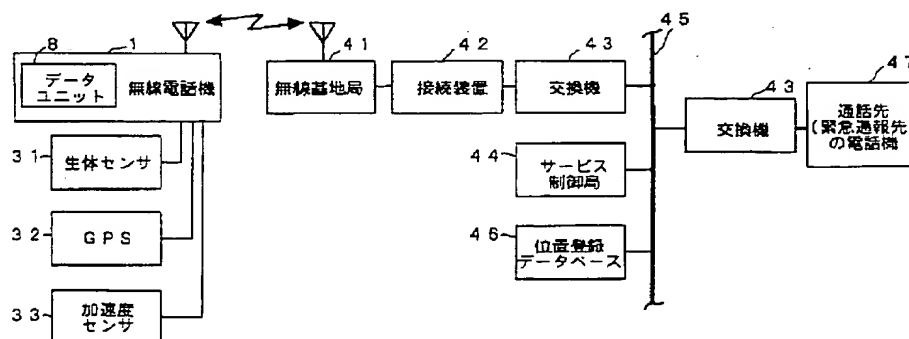 8
1
データ
ユニット
無線電話機
31
生体センサ
32
GPS
33
加速度
センサ
41
無線基地局
42
接続装置
43
交換機
44
サービス
制御局
46
位置登録
データベース
45
43
交換機
47
通話先
(緊急通報先
の電話機